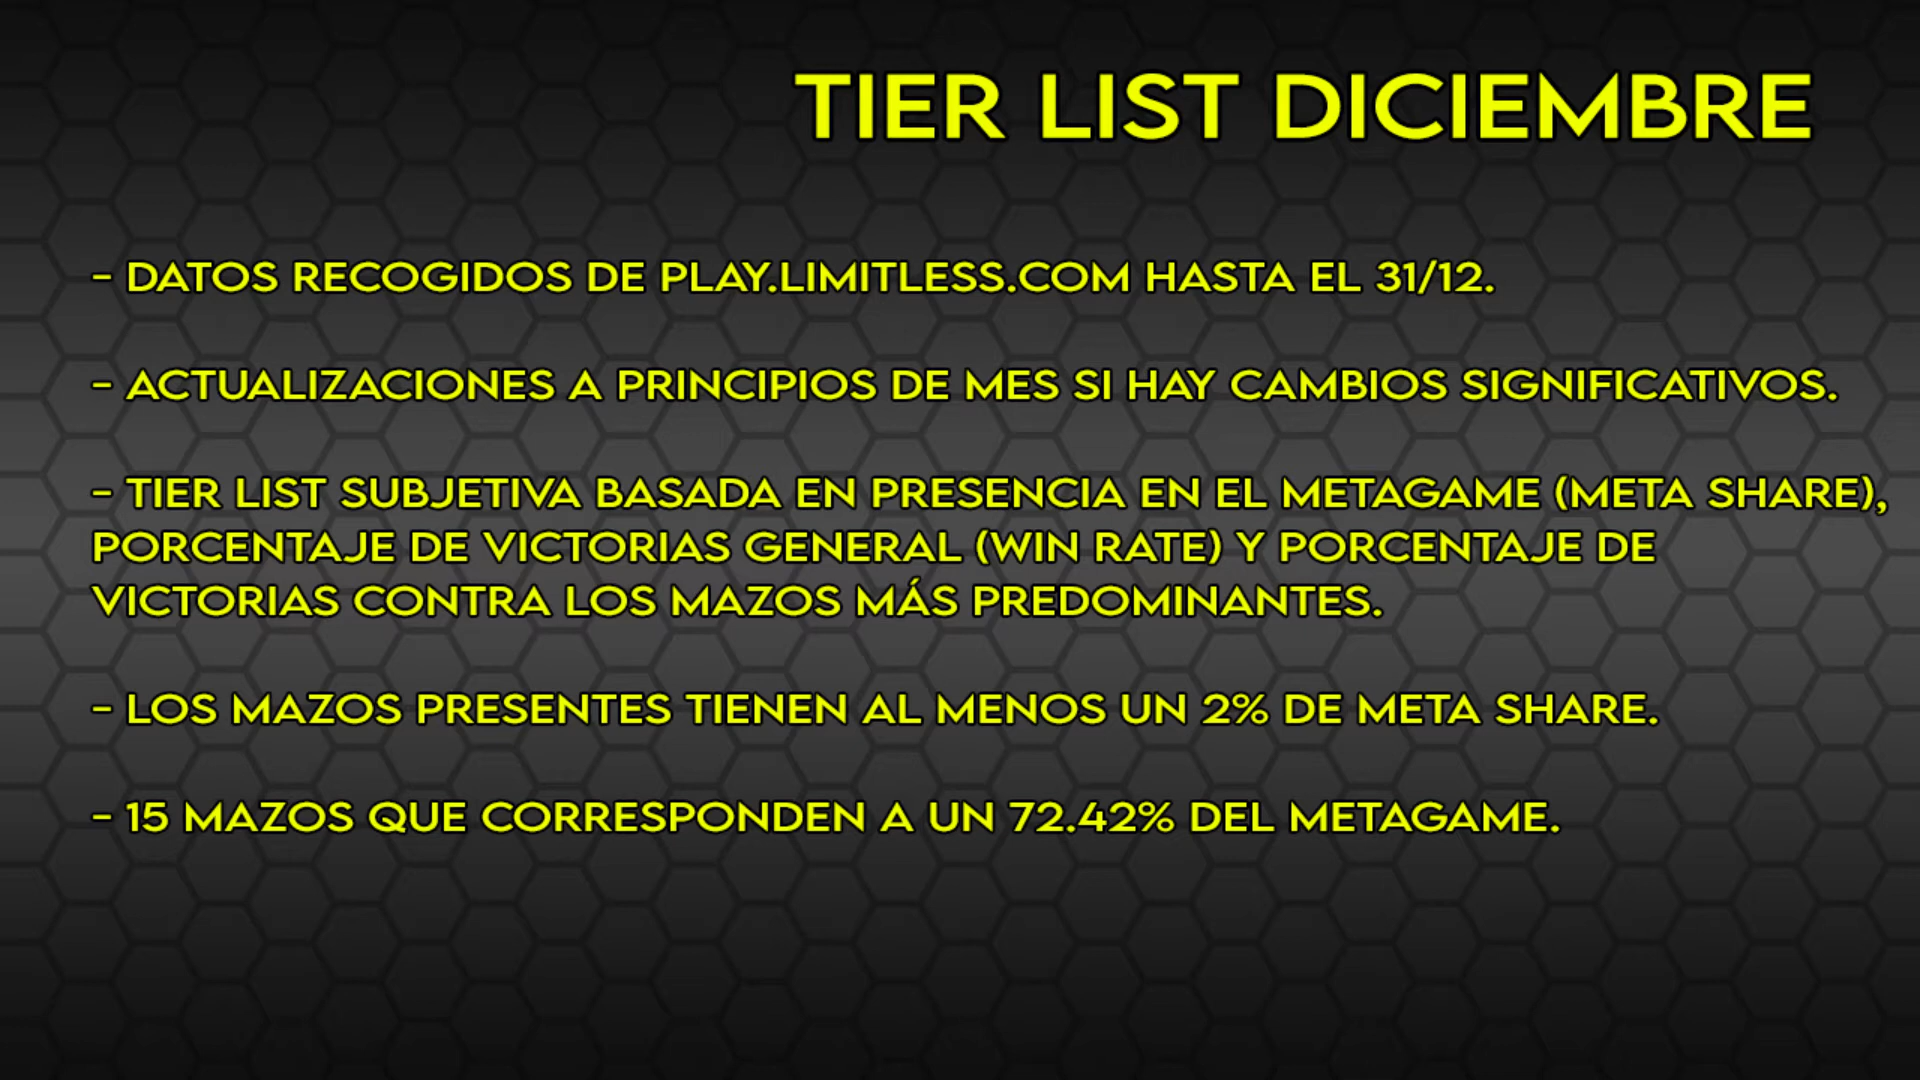 TIER LIST DICIEMBRE
- DATOS RECOGIDOS DE PLAY.LIMITLESS.COM HASTA EL 31/12.
- ACTUALIZACIONES A PRINCIPIOS DE MES SI HAY CAMBIOS SIGNIFICATIVOS.
- TIER LIST SUBJETIVA BASADA EN PRESENCIA EN EL METAGAME (META SHARE),
PORCENTAJE DE VICTORIAS GENERAL (WIN RATE) Y PORCENTAJE DE
VICTORIAS CONTRA LOS MAZOS MÁS PREDOMINANTES.
- LOS MAZOS PRESENTES TIENEN AL MENOS UN 2% DE META SHARE.
- 15 MAZOS QUE CORRESPONDEN A UN 72.42% DEL METAGAME.